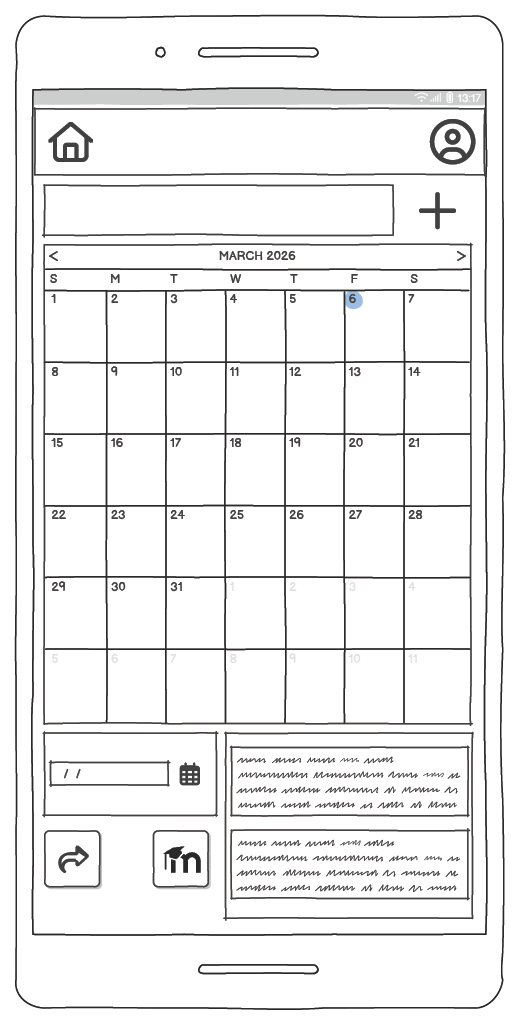 13:17
< MARCH 2026 >
S M T W T F S
1 2 3 4 5 6 7
8 9 10 11 12 13 14
15 16 17 18 19 20 21
22 23 24 25 26 27 28
29 30 31 1 2 3 4
5 6 7 8 9 10 11
/ /
in